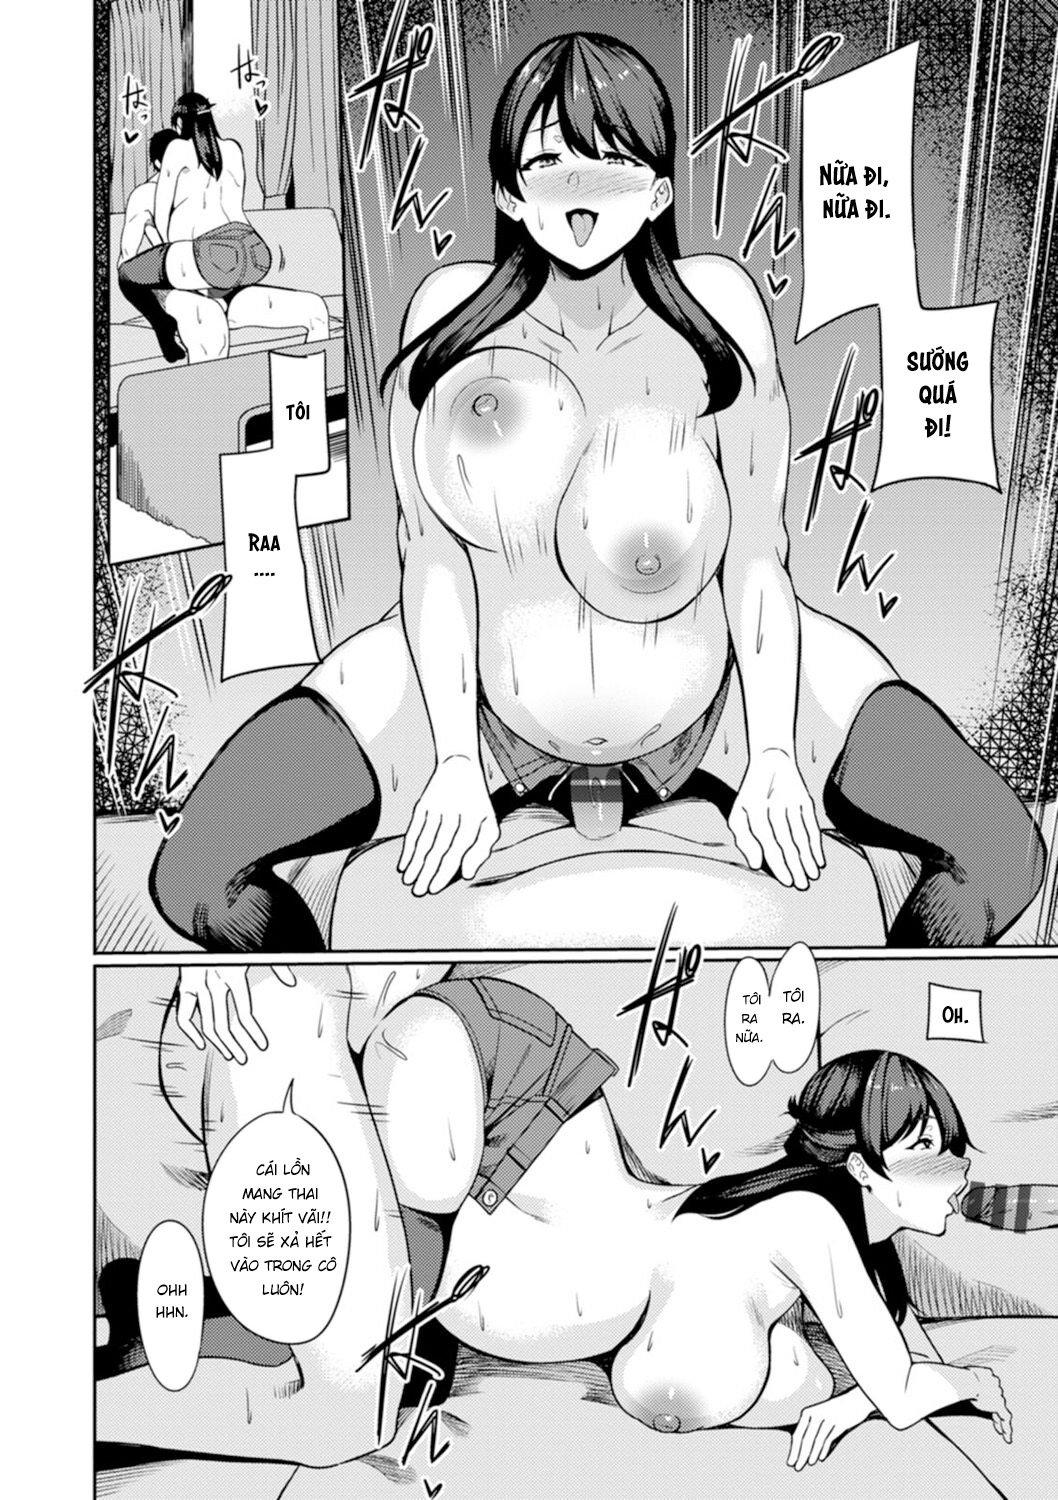 NỮA ĐI,
NỮA ĐI.
SƯỚNG
QUÁ
ĐI!
TÔI
RAA
....
OH.
TÔI
RA.
TÔI
RA
NỮA.
CÁI LỒN
MANG THAI
NÀY KHÍT VÃI!!
TÔI SẼ XẢ HẾT
VÀO TRONG CÔ
LUÔN!
OHH
HHN.